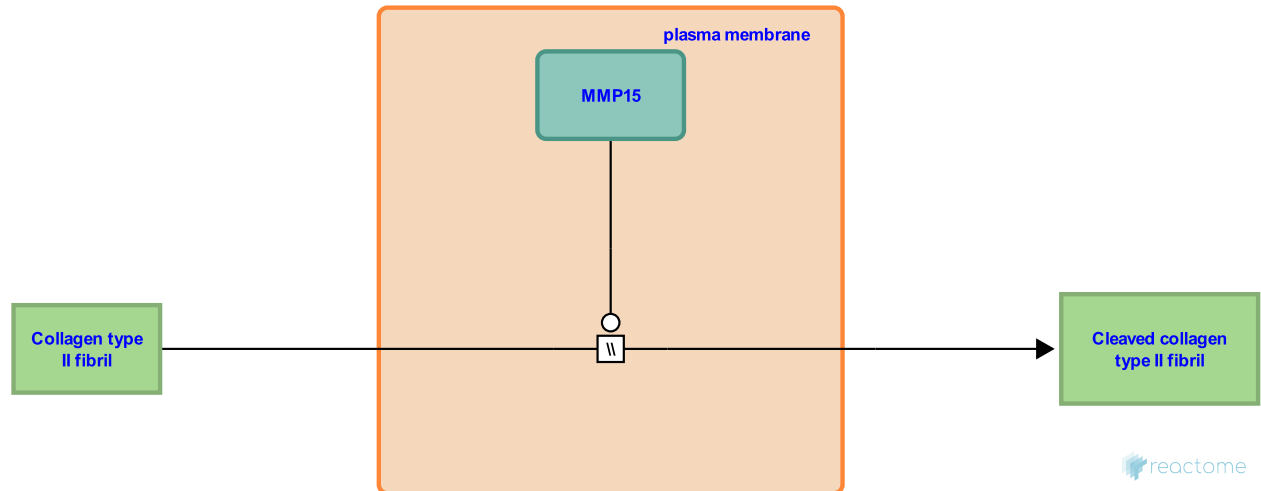 plasma membrane
MMP15
Collagen type
II fibril
\\
Cleaved collagen
type II fibril
reactome